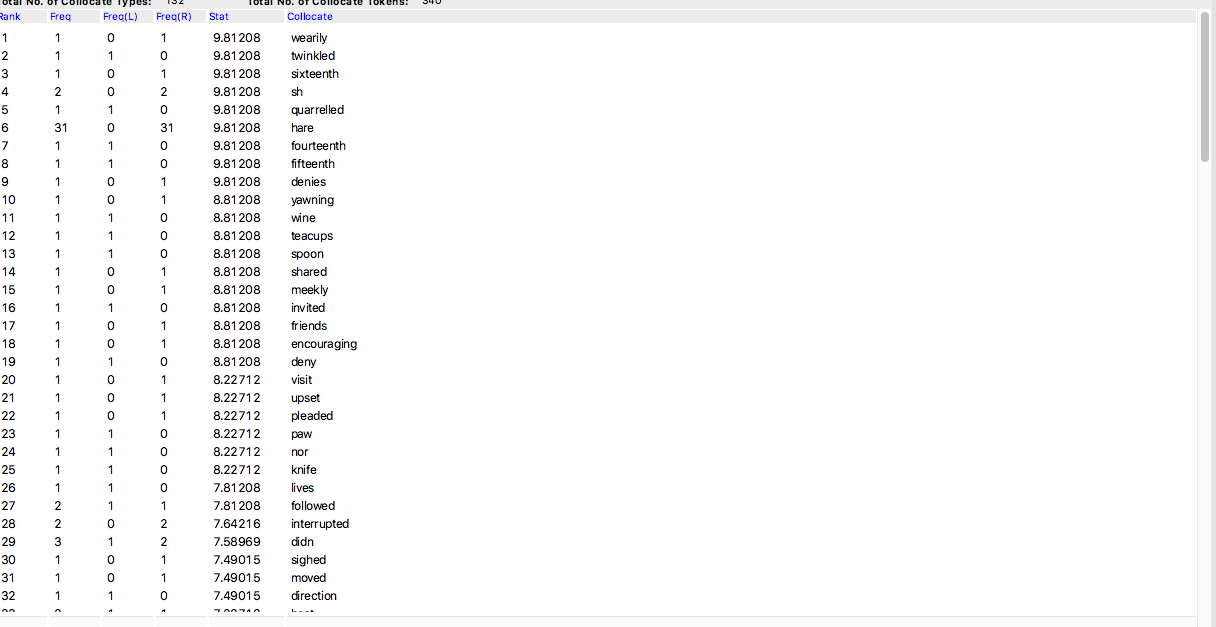 Total No. of Collocate Types: 132 Total No. of Collocate Tokens: 340
Rank Freq Freq(L) Freq(R) Stat Collocate
1 1 0 1 9.81208 wearily
2 1 1 0 9.81208 twinkled
3 1 0 1 9.81208 sixteenth
4 2 0 2 9.81208 sh
5 1 1 0 9.81208 quarrelled
6 31 0 31 9.81208 hare
7 1 1 0 9.81208 fourteenth
8 1 1 0 9.81208 fifteenth
9 1 0 1 9.81208 denies
10 1 0 1 8.81208 yawning
11 1 1 0 8.81208 wine
12 1 1 0 8.81208 teacups
13 1 1 0 8.81208 spoon
14 1 0 1 8.81208 shared
15 1 0 1 8.81208 meekly
16 1 1 0 8.81208 invited
17 1 0 1 8.81208 friends
18 1 0 1 8.81208 encouraging
19 1 1 0 8.81208 deny
20 1 0 1 8.22712 visit
21 1 0 1 8.22712 upset
22 1 0 1 8.22712 pleaded
23 1 1 0 8.22712 paw
24 1 1 0 8.22712 nor
25 1 1 0 8.22712 knife
26 1 1 0 7.81208 lives
27 2 1 1 7.81208 followed
28 2 0 2 7.64216 interrupted
29 3 1 2 7.58969 didn
30 1 0 1 7.49015 sighed
31 1 0 1 7.49015 moved
32 1 1 0 7.49015 direction